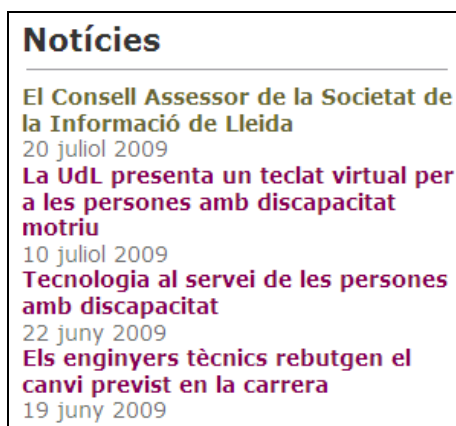 Notícies
El Consell Assessor de la Societat de
la Informació de Lleida
20 juliol 2009
La UdL presenta un teclat virtual per
a les persones amb discapacitat
motriu
10 juliol 2009
Tecnologia al servei de les persones
amb discapacitat
22 juny 2009
Els enginyers tècnics rebutgen el
canvi previst en la carrera
19 juny 2009